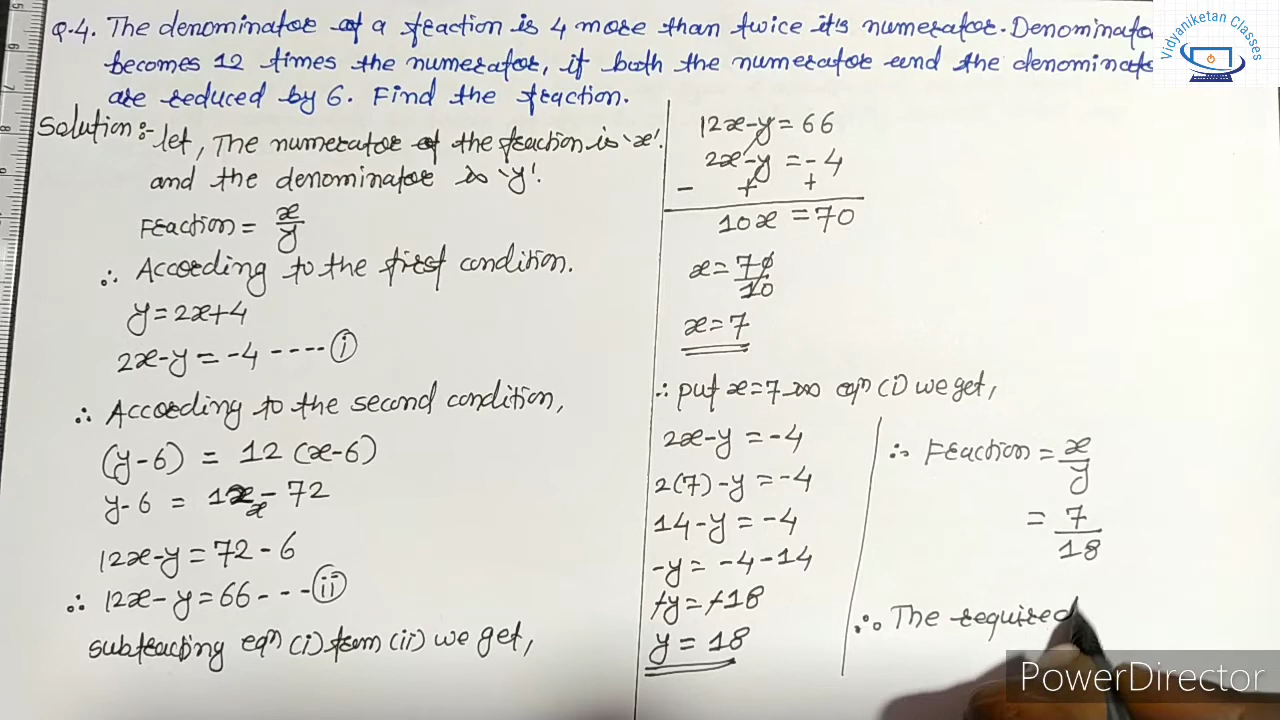 Q.4. The denominator of a fraction is 4 more than twice it's numerator. Denominator
becomes 12 times the numerator, if both the numerator and the denominator
are reduced by 6. Find the fraction.
Solution:- let, The numerator of the fraction is 'x'.
and the denominator is 'y'.
Fraction = x/y
∴ According to the first condition.
y = 2x+4
2x-y = -4 ---- (i)
∴ According to the second condition,
(y-6) = 12 (x-6)
y-6 = 12x - 72
12x-y = 72 - 6
∴ 12x-y = 66 --- (ii)
subtracting eqn (i) from (ii) we get,
12x-y = 66
2x-y = -4
- + +
10x = 70
x = 70/10
x = 7
∴ put x=7 eqn (i) we get,
2x-y = -4
2(7)-y = -4
14-y = -4
-y = -4-14
+y = +18
y = 18
∴ Fraction = x/y
= 7/18
∴ The required
Vidyaniketan Classes
PowerDirector